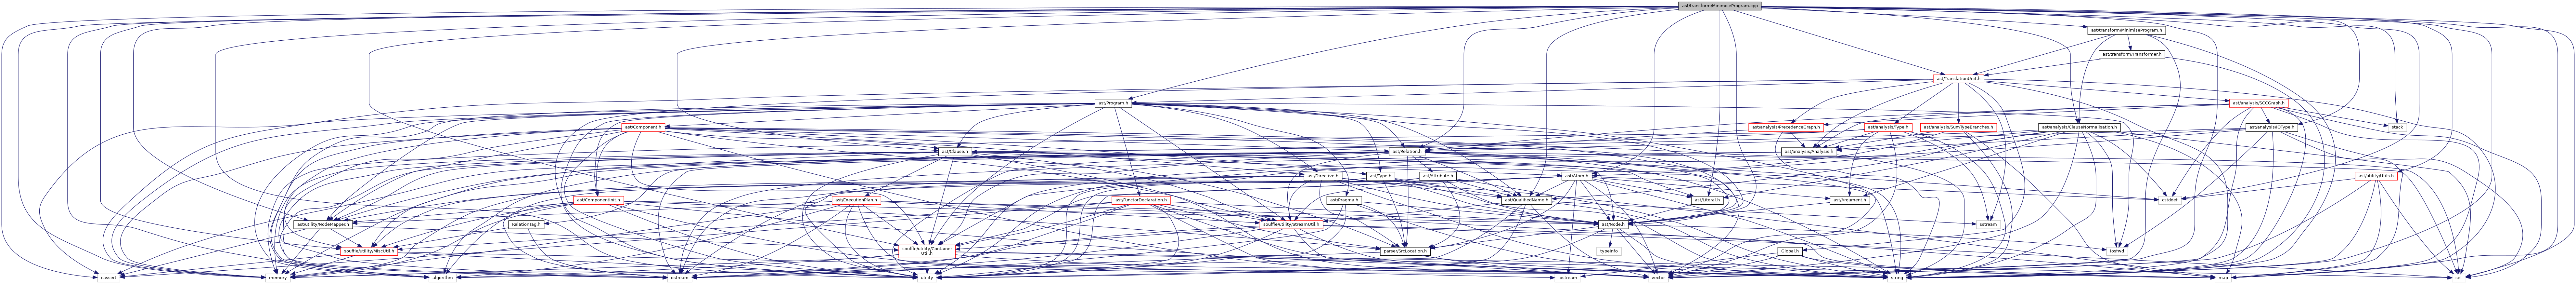 ast/transform/MinimiseProgram.cpp
ast/transform/MinimiseProgram.h
ast/transform/Transformer.h
ast/TranslationUnit.h
ast/Program.h
ast/analysis/SCCGraph.h
ast/Component.h
ast/analysis/PrecedenceGraph.h
ast/analysis/Type.h
ast/analysis/SumTypeBranches.h
ast/analysis/ClauseNormalisation.h
ast/analysis/IOType.h
stack
ast/Clause.h
ast/Relation.h
ast/analysis/Analysis.h
ast/Directive.h
ast/Type.h
ast/Attribute.h
ast/Atom.h
ast/utility/Utils.h
ast/ComponentInit.h
ast/ExecutionPlan.h
ast/FunctorDeclaration.h
ast/Pragma.h
ast/QualifiedName.h
ast/Literal.h
ast/Argument.h
cstddef
ast/utility/NodeMapper.h
RelationTag.h
souffle/utility/StreamUtil.h
ast/Node.h
sstream
souffle/utility/MiscUtil.h
souffle/utility/Container
Util.h
parser/SrcLocation.h
typeinfo
Global.h
iosfwd
cassert
memory
algorithm
ostream
utility
iostream
vector
string
map
set